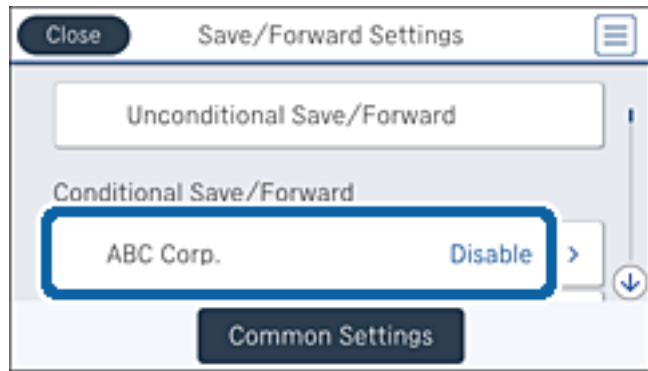 Close Save/Forward Settings
Unconditional Save/Forward
Conditional Save/Forward
ABC Corp. Disable >
Common Settings